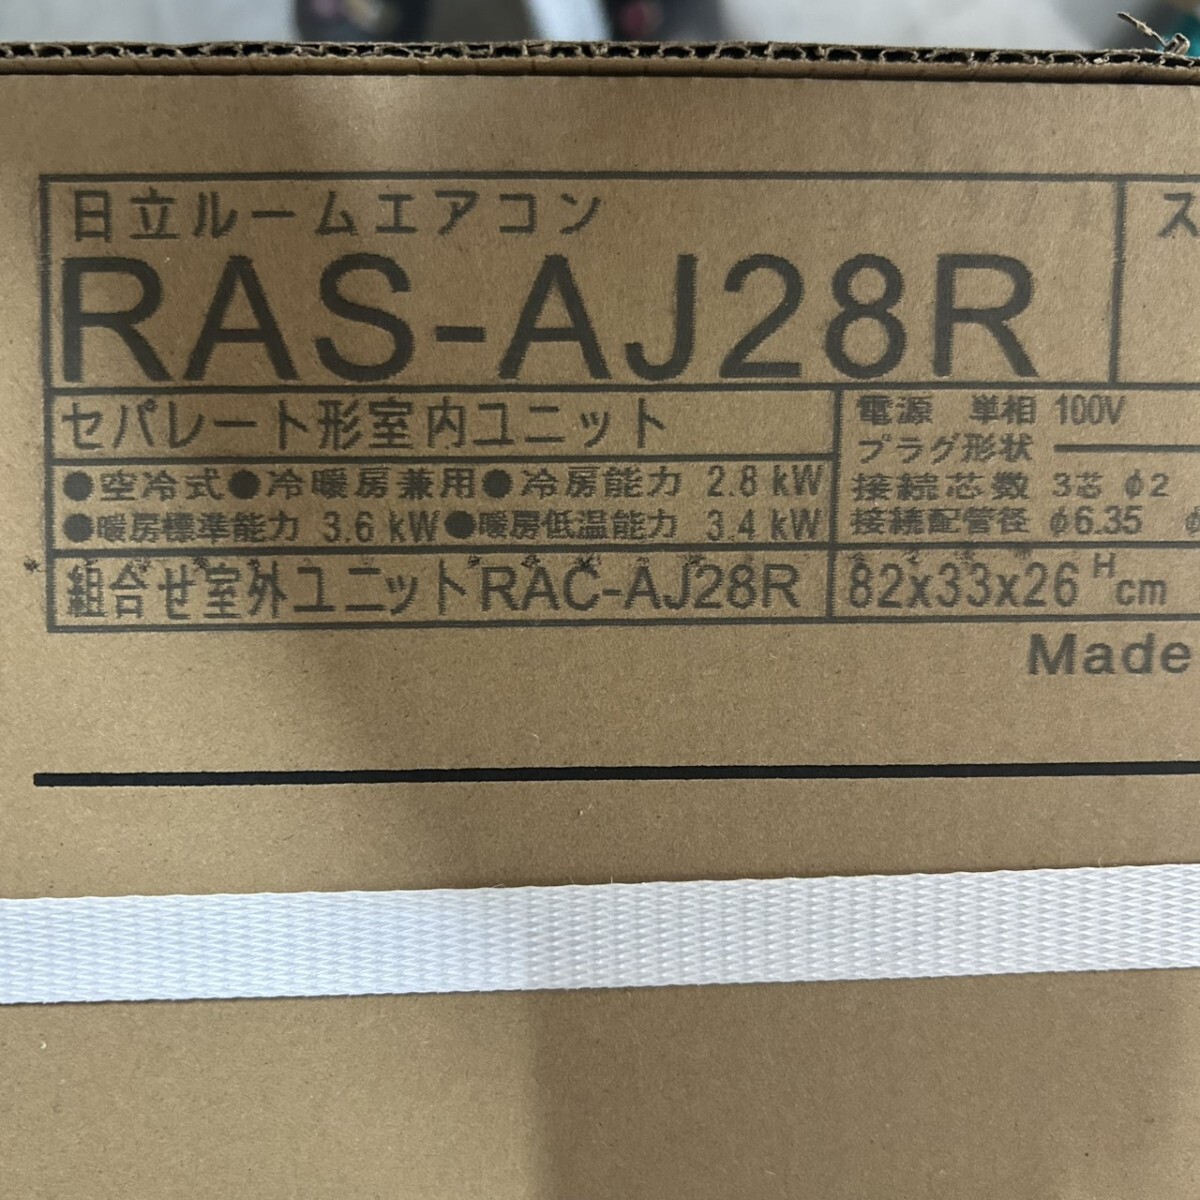 日立ルームエアコン
ス
RAS-AJ28R
セパレート形室内ユニット
●空冷式●冷暖房兼用●冷房能力 2.8 kW
●暖房標準能力 3.6 kW●暖房低温能力 3.4 kW
組合せ室外ユニットRAC-AJ28R
電源 単相 100V
プラグ形状
接続芯数 3芯 φ2
接続配管径 φ6.35 φ
82x33x26ᴴcm
Made